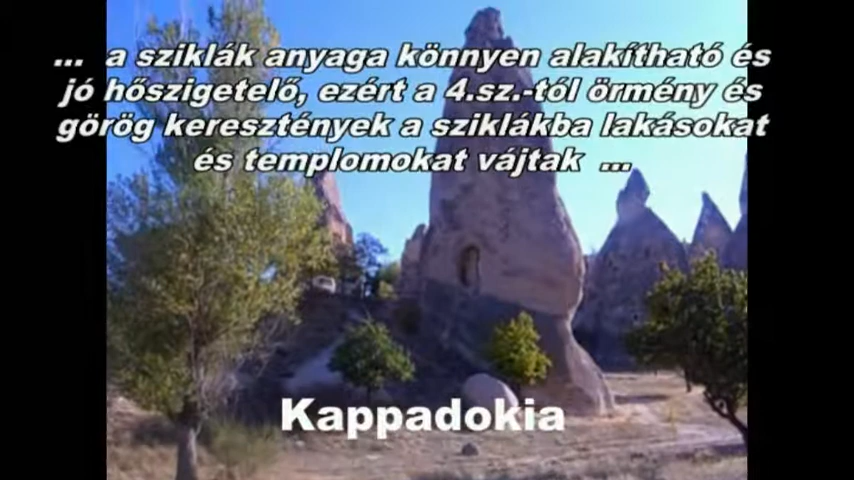 ... a sziklák anyaga könnyen alakítható és
jó hőszigetelő, ezért a 4.sz.-tól örmény és
görög keresztények a sziklákba lakásokat
és templomokat vájtak ...
Kappadokia